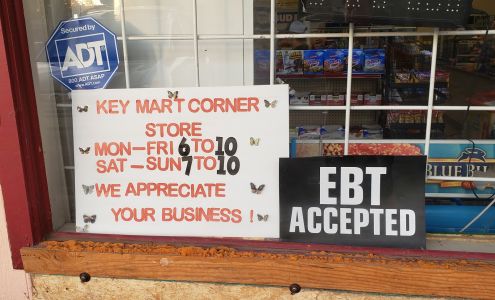 Secured by
ADT
800 ADT ASAP
KEY MART CORNER
STORE
MON-FRI 6 TO 10
SAT-SUN 7 TO 10
WE APPRECIATE
YOUR BUSINESS !
EBT
ACCEPTED
BLUE